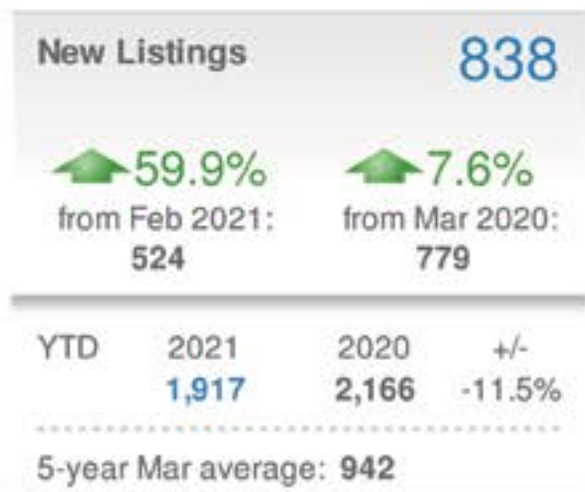 New Listings 838
59.9% 7.6%
from Feb 2021: from Mar 2020:
524 779
YTD 2021 2020 +/-
1,917 2,166 -11.5%
5-year Mar average: 942